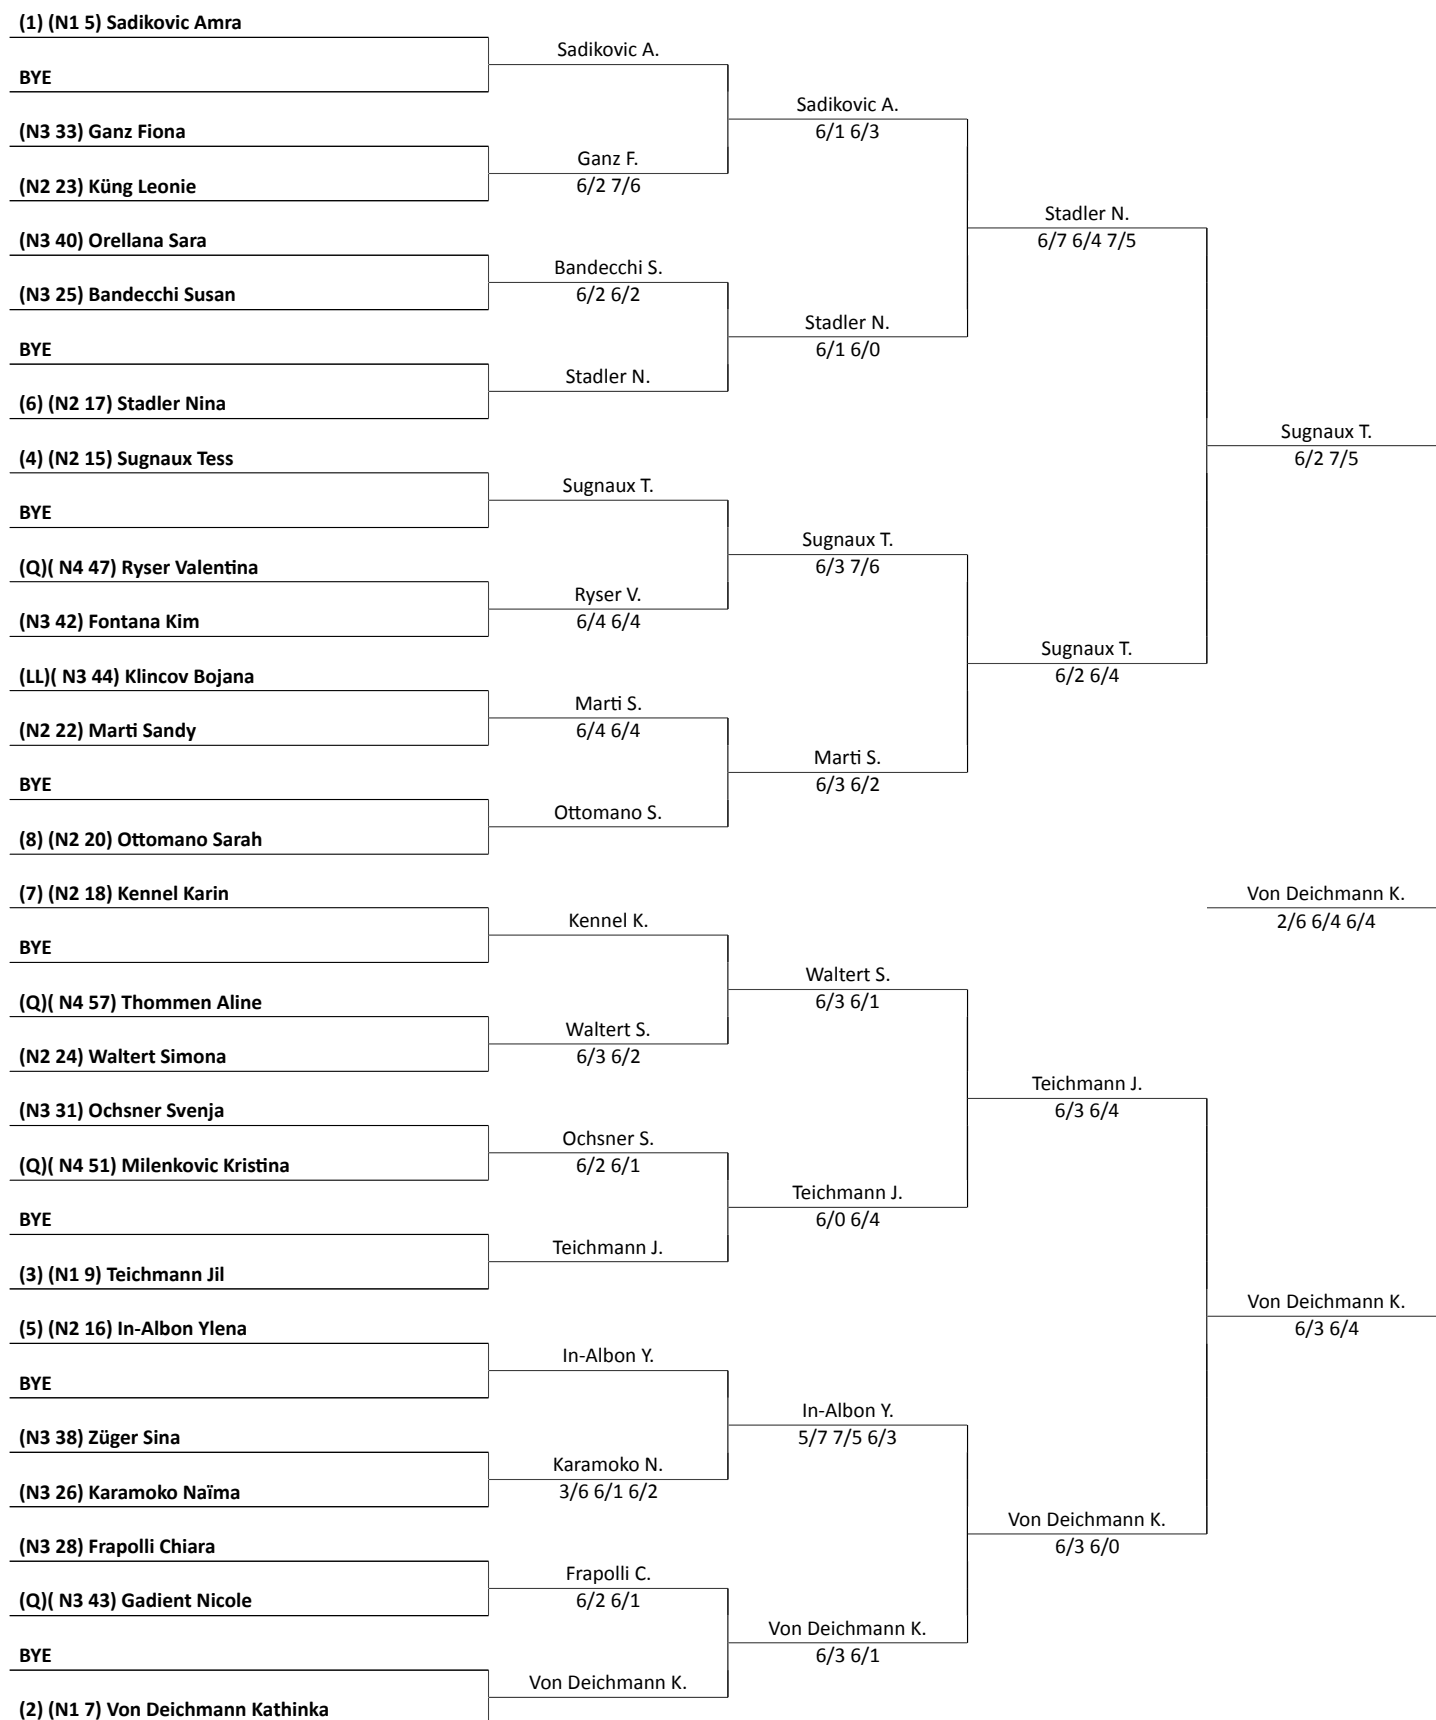 (1) (N1 5) Sadikovic Amra
BYE
(N3 33) Ganz Fiona
(N2 23) Küng Leonie
(N3 40) Orellana Sara
(N3 25) Bandecchi Susan
BYE
(6) (N2 17) Stadler Nina
(4) (N2 15) Sugnaux Tess
BYE
(Q)( N4 47) Ryser Valentina
(N3 42) Fontana Kim
(LL)( N3 44) Klincov Bojana
(N2 22) Marti Sandy
BYE
(8) (N2 20) Ottomano Sarah
(7) (N2 18) Kennel Karin
BYE
(Q)( N4 57) Thommen Aline
(N2 24) Waltert Simona
(N3 31) Ochsner Svenja
(Q)( N4 51) Milenkovic Kristina
BYE
(3) (N1 9) Teichmann Jil
(5) (N2 16) In-Albon Ylena
BYE
(N3 38) Züger Sina
(N3 26) Karamoko Naïma
(N3 28) Frapolli Chiara
(Q)( N3 43) Gadient Nicole
BYE
(2) (N1 7) Von Deichmann Kathinka
Sadikovic A.
Ganz F.
6/2 7/6
Bandecchi S.
6/2 6/2
Stadler N.
Sugnaux T.
Ryser V.
6/4 6/4
Marti S.
6/4 6/4
Ottomano S.
Kennel K.
Waltert S.
6/3 6/2
Ochsner S.
6/2 6/1
Teichmann J.
In-Albon Y.
Karamoko N.
3/6 6/1 6/2
Frapolli C.
6/2 6/1
Von Deichmann K.
Sadikovic A.
6/1 6/3
Stadler N.
6/1 6/0
Sugnaux T.
6/3 7/6
Marti S.
6/3 6/2
Waltert S.
6/3 6/1
Teichmann J.
6/0 6/4
In-Albon Y.
5/7 7/5 6/3
Von Deichmann K.
6/3 6/1
Stadler N.
6/7 6/4 7/5
Sugnaux T.
6/2 6/4
Teichmann J.
6/3 6/4
Von Deichmann K.
6/3 6/0
Sugnaux T.
6/2 7/5
Von Deichmann K.
2/6 6/4 6/4
Von Deichmann K.
6/3 6/4